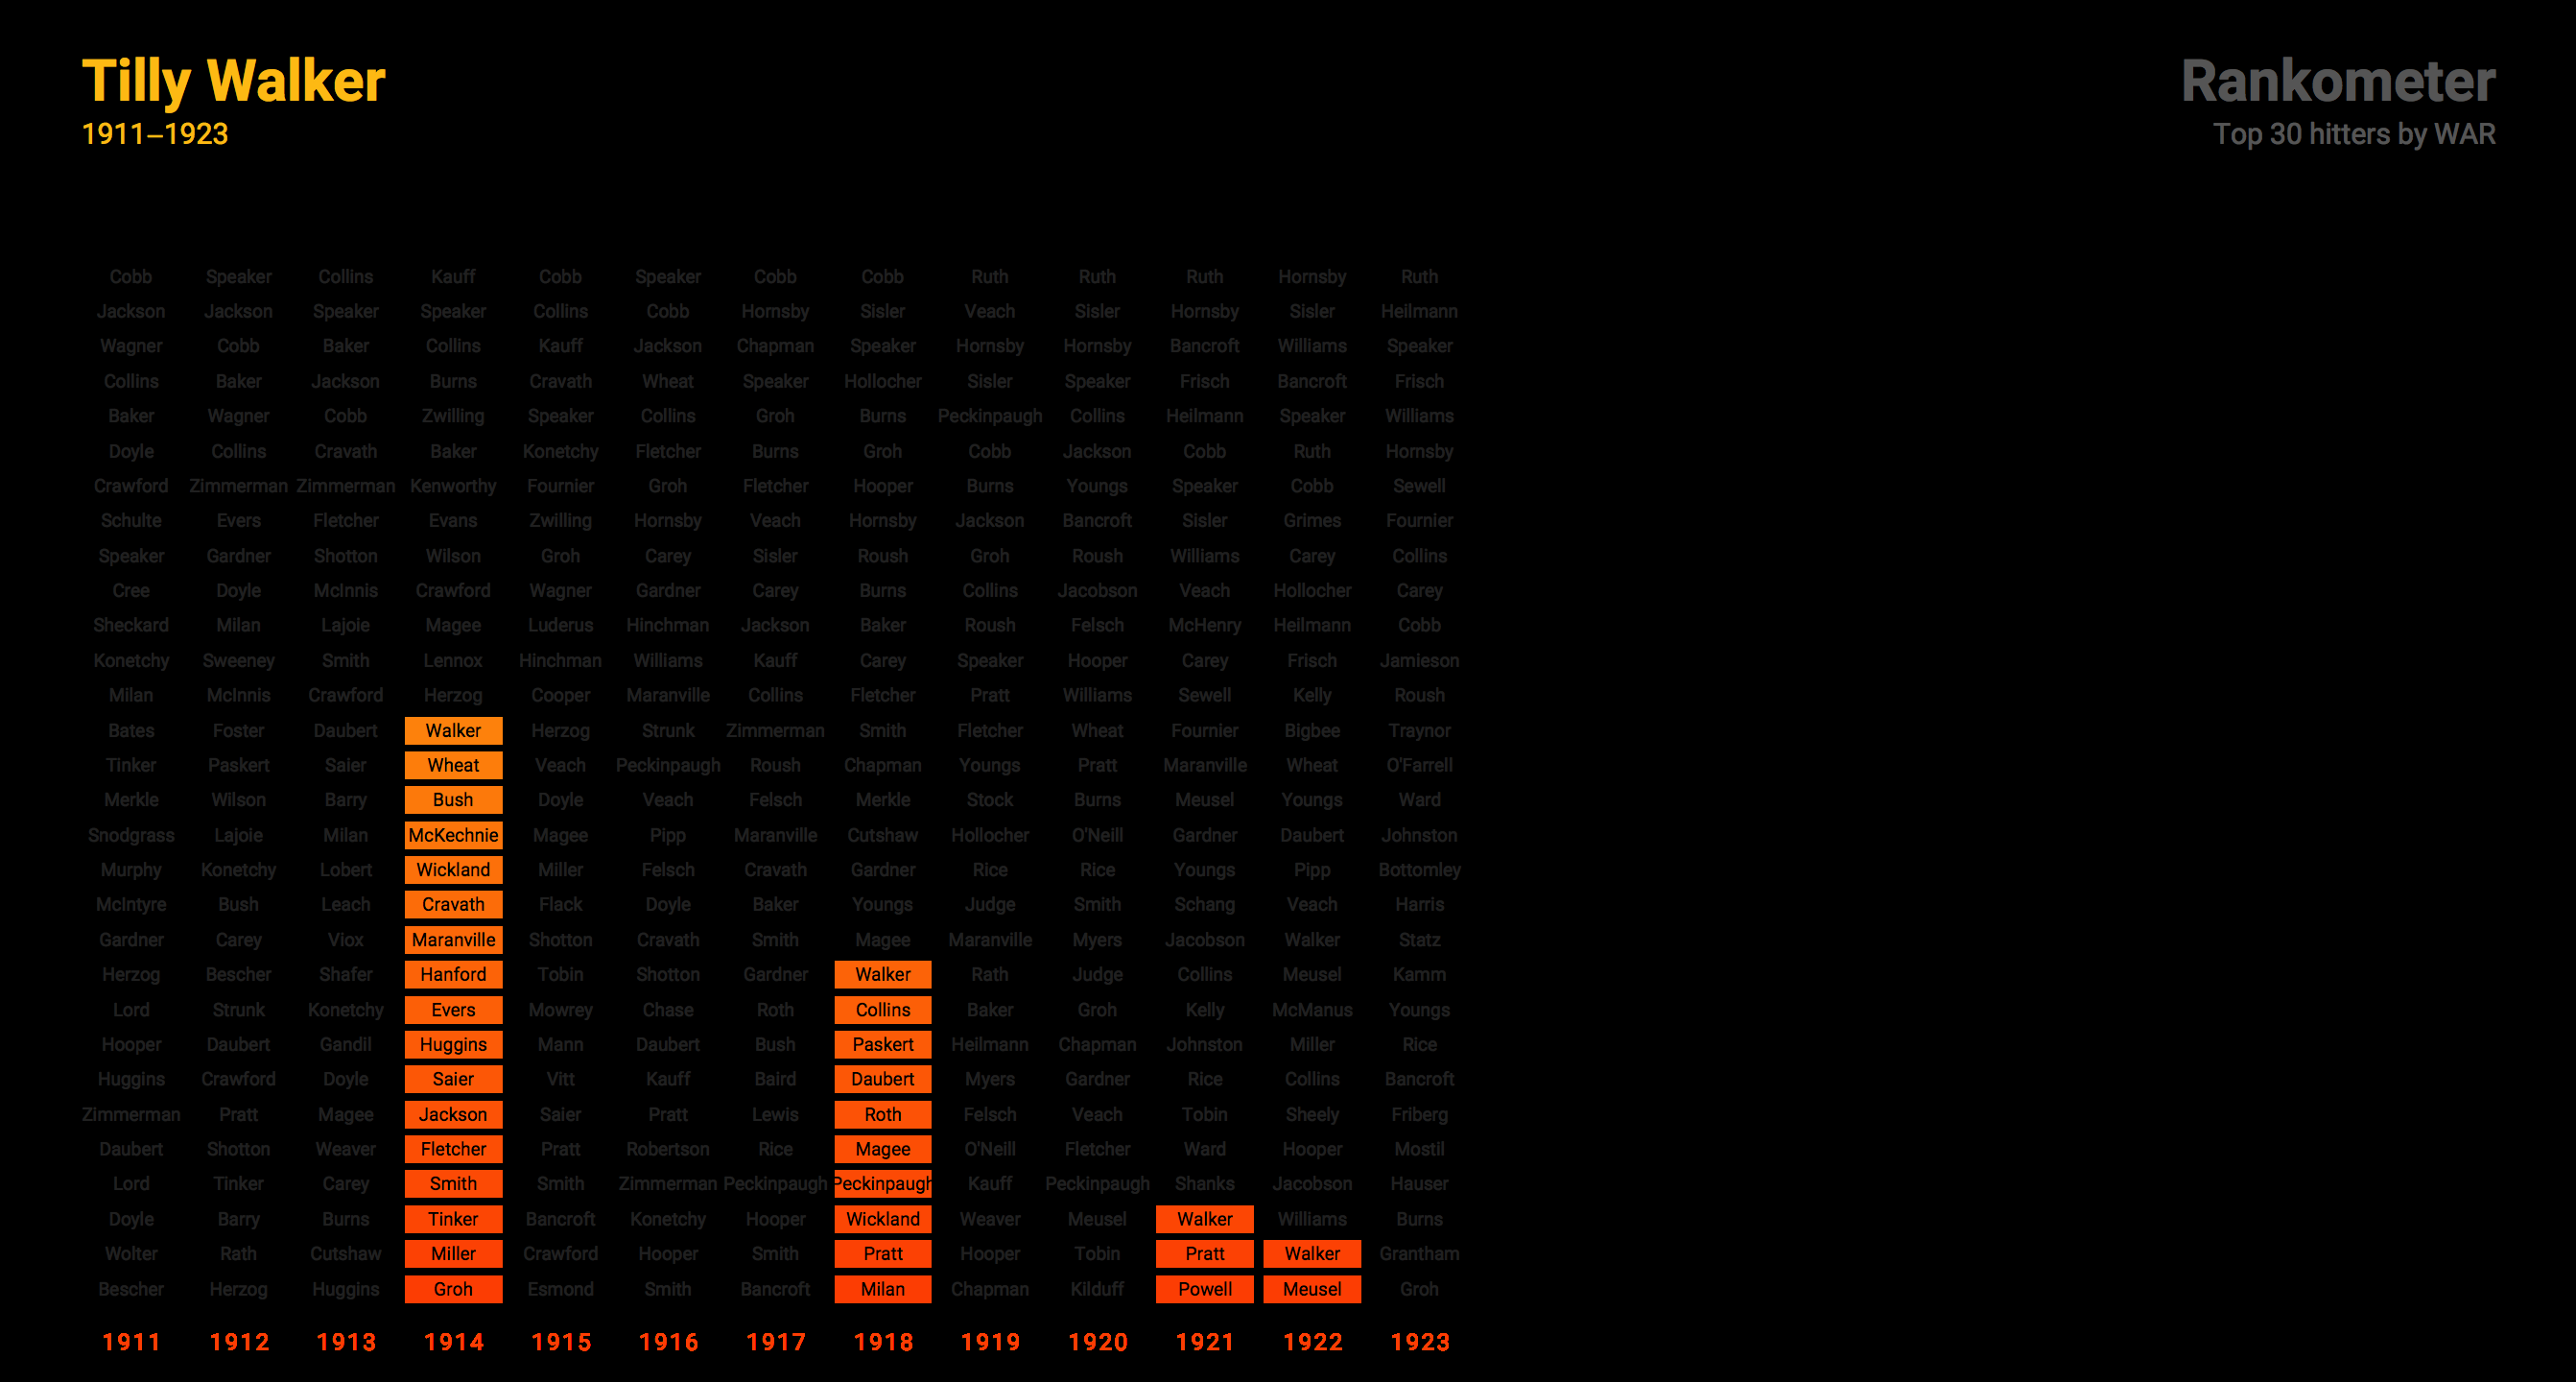 Tilly Walker
1911–1923
Rankometer
Top 30 hitters by WAR
Cobb Speaker Collins Kauff Cobb Speaker Cobb Cobb Ruth Ruth Ruth Hornsby Ruth
Jackson Jackson Speaker Speaker Collins Cobb Hornsby Sisler Veach Sisler Hornsby Sisler Heilmann
Wagner Cobb Baker Collins Kauff Jackson Chapman Speaker Hornsby Hornsby Bancroft Williams Speaker
Collins Baker Jackson Burns Cravath Wheat Speaker Hollocher Sisler Speaker Frisch Bancroft Frisch
Baker Wagner Cobb Zwilling Speaker Collins Groh Burns Peckinpaugh Collins Heilmann Speaker Williams
Doyle Collins Cravath Baker Konetchy Fletcher Burns Groh Cobb Jackson Cobb Ruth Hornsby
Crawford Zimmerman Zimmerman Kenworthy Fournier Groh Fletcher Hooper Burns Youngs Speaker Cobb Sewell
Schulte Evers Fletcher Evans Zwilling Hornsby Veach Hornsby Jackson Bancroft Sisler Grimes Fournier
Speaker Gardner Shotton Wilson Groh Carey Sisler Roush Groh Roush Williams Carey Collins
Cree Doyle McInnis Crawford Wagner Gardner Carey Burns Collins Jacobson Veach Hollocher Carey
Sheckard Milan Lajoie Magee Luderus Hinchman Jackson Baker Roush Felsch McHenry Heilmann Cobb
Konetchy Sweeney Smith Lennox Hinchman Williams Kauff Carey Speaker Hooper Carey Frisch Jamieson
Milan McInnis Crawford Herzog Cooper Maranville Collins Fletcher Pratt Williams Sewell Kelly Roush
Bates Foster Daubert Walker Herzog Strunk Zimmerman Smith Fletcher Wheat Fournier Bigbee Traynor
Tinker Paskert Saier Wheat Veach Peckinpaugh Roush Chapman Youngs Pratt Maranville Wheat O'Farrell
Merkle Wilson Barry Bush Doyle Veach Felsch Merkle Stock Burns Meusel Youngs Ward
Snodgrass Lajoie Milan McKechnie Magee Pipp Maranville Cutshaw Hollocher O'Neill Gardner Daubert Johnston
Murphy Konetchy Lobert Wickland Miller Felsch Cravath Gardner Rice Rice Youngs Pipp Bottomley
McIntyre Bush Leach Cravath Flack Doyle Baker Youngs Judge Smith Schang Veach Harris
Gardner Carey Viox Maranville Shotton Cravath Smith Magee Maranville Myers Jacobson Walker Statz
Herzog Bescher Shafer Hanford Tobin Shotton Gardner Walker Rath Judge Collins Meusel Kamm
Lord Strunk Konetchy Evers Mowrey Chase Roth Collins Baker Groh Kelly McManus Youngs
Hooper Daubert Gandil Huggins Mann Daubert Bush Paskert Heilmann Chapman Johnston Miller Rice
Huggins Crawford Doyle Saier Vitt Kauff Baird Daubert Myers Gardner Rice Collins Bancroft
Zimmerman Pratt Magee Jackson Saier Pratt Lewis Roth Felsch Veach Tobin Sheely Friberg
Daubert Shotton Weaver Fletcher Pratt Robertson Rice Magee O'Neill Fletcher Ward Hooper Mostil
Lord Tinker Carey Smith Smith Zimmerman Peckinpaugh Peckinpaugh Kauff Peckinpaugh Shanks Jacobson Hauser
Doyle Barry Burns Tinker Bancroft Konetchy Hooper Wickland Weaver Meusel Walker Williams Burns
Wolter Rath Cutshaw Miller Crawford Hooper Smith Pratt Hooper Tobin Pratt Walker Grantham
Bescher Herzog Huggins Groh Esmond Smith Bancroft Milan Chapman Kilduff Powell Meusel Groh
1911 1912 1913 1914 1915 1916 1917 1918 1919 1920 1921 1922 1923